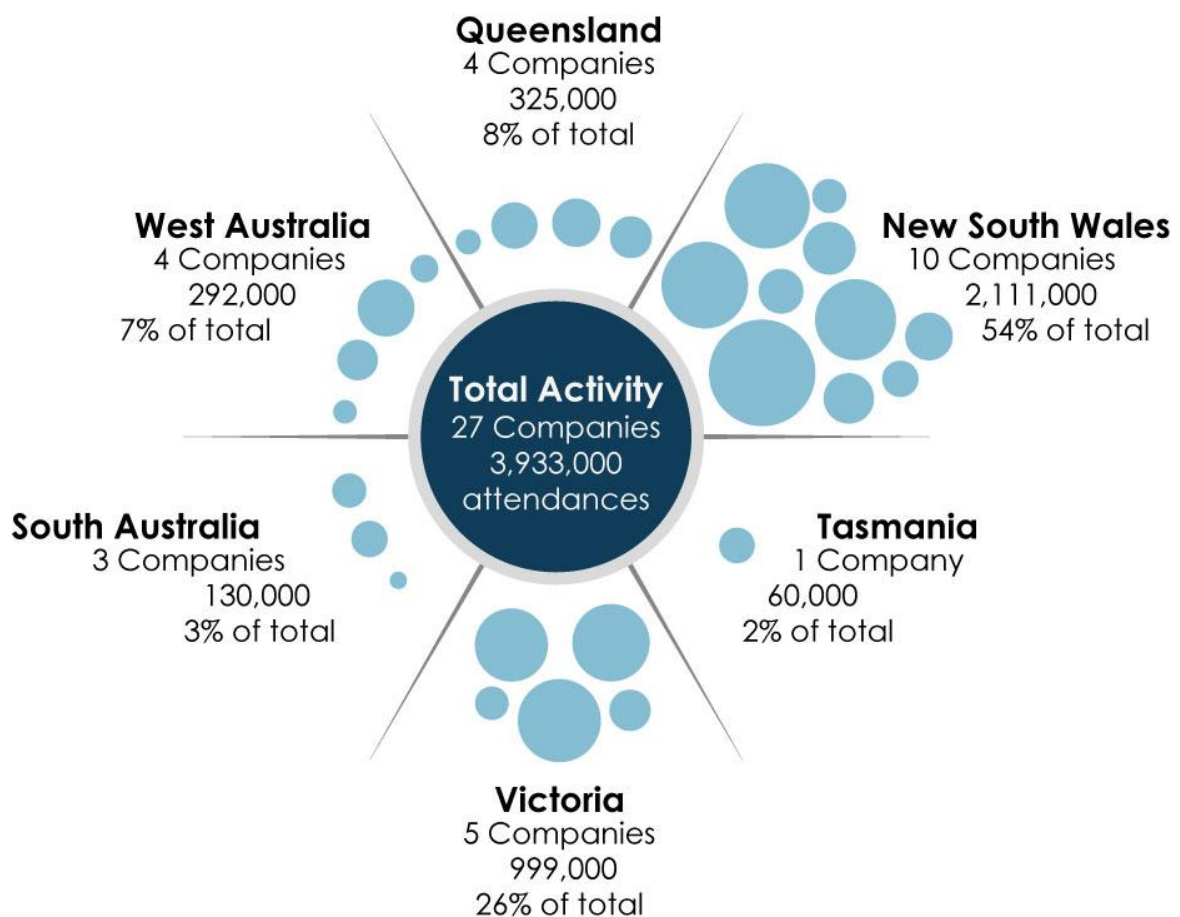 Queensland
4 Companies
325,000
8% of total
West Australia
4 Companies
292,000
7% of total
New South Wales
10 Companies
2,111,000
54% of total
Total Activity
27 Companies
3,933,000
attendances
South Australia
3 Companies
130,000
3% of total
Tasmania
1 Company
60,000
2% of total
Victoria
5 Companies
999,000
26% of total